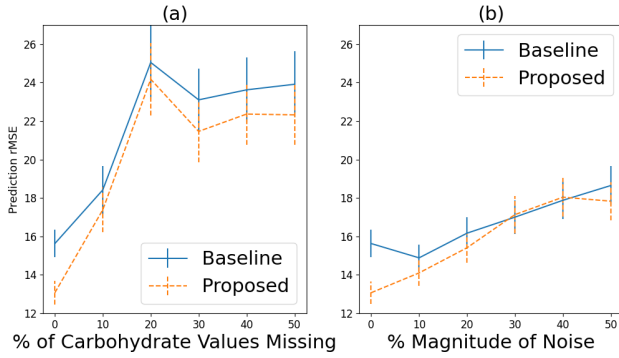 (a)
(b)
Prediction rMSE
26
24
22
20
18
16
14
12
Baseline
Proposed
0 10 20 30 40 50
% of Carbohydrate Values Missing
26
24
22
20
18
16
14
12
Baseline
Proposed
0 10 20 30 40 50
% Magnitude of Noise